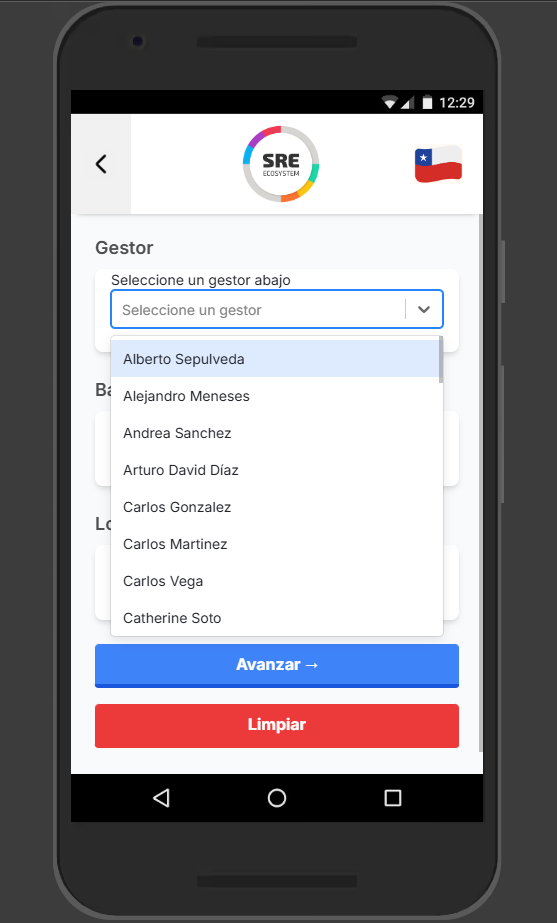 12:29
SRE
ECOSYSTEM
Gestor
Seleccione un gestor abajo
Seleccione un gestor
Alberto Sepulveda
Alejandro Meneses
Ba
Andrea Sanchez
Arturo David Díaz
Carlos Gonzalez
Lo
Carlos Martinez
Carlos Vega
Catherine Soto
Avanzar →
Limpiar